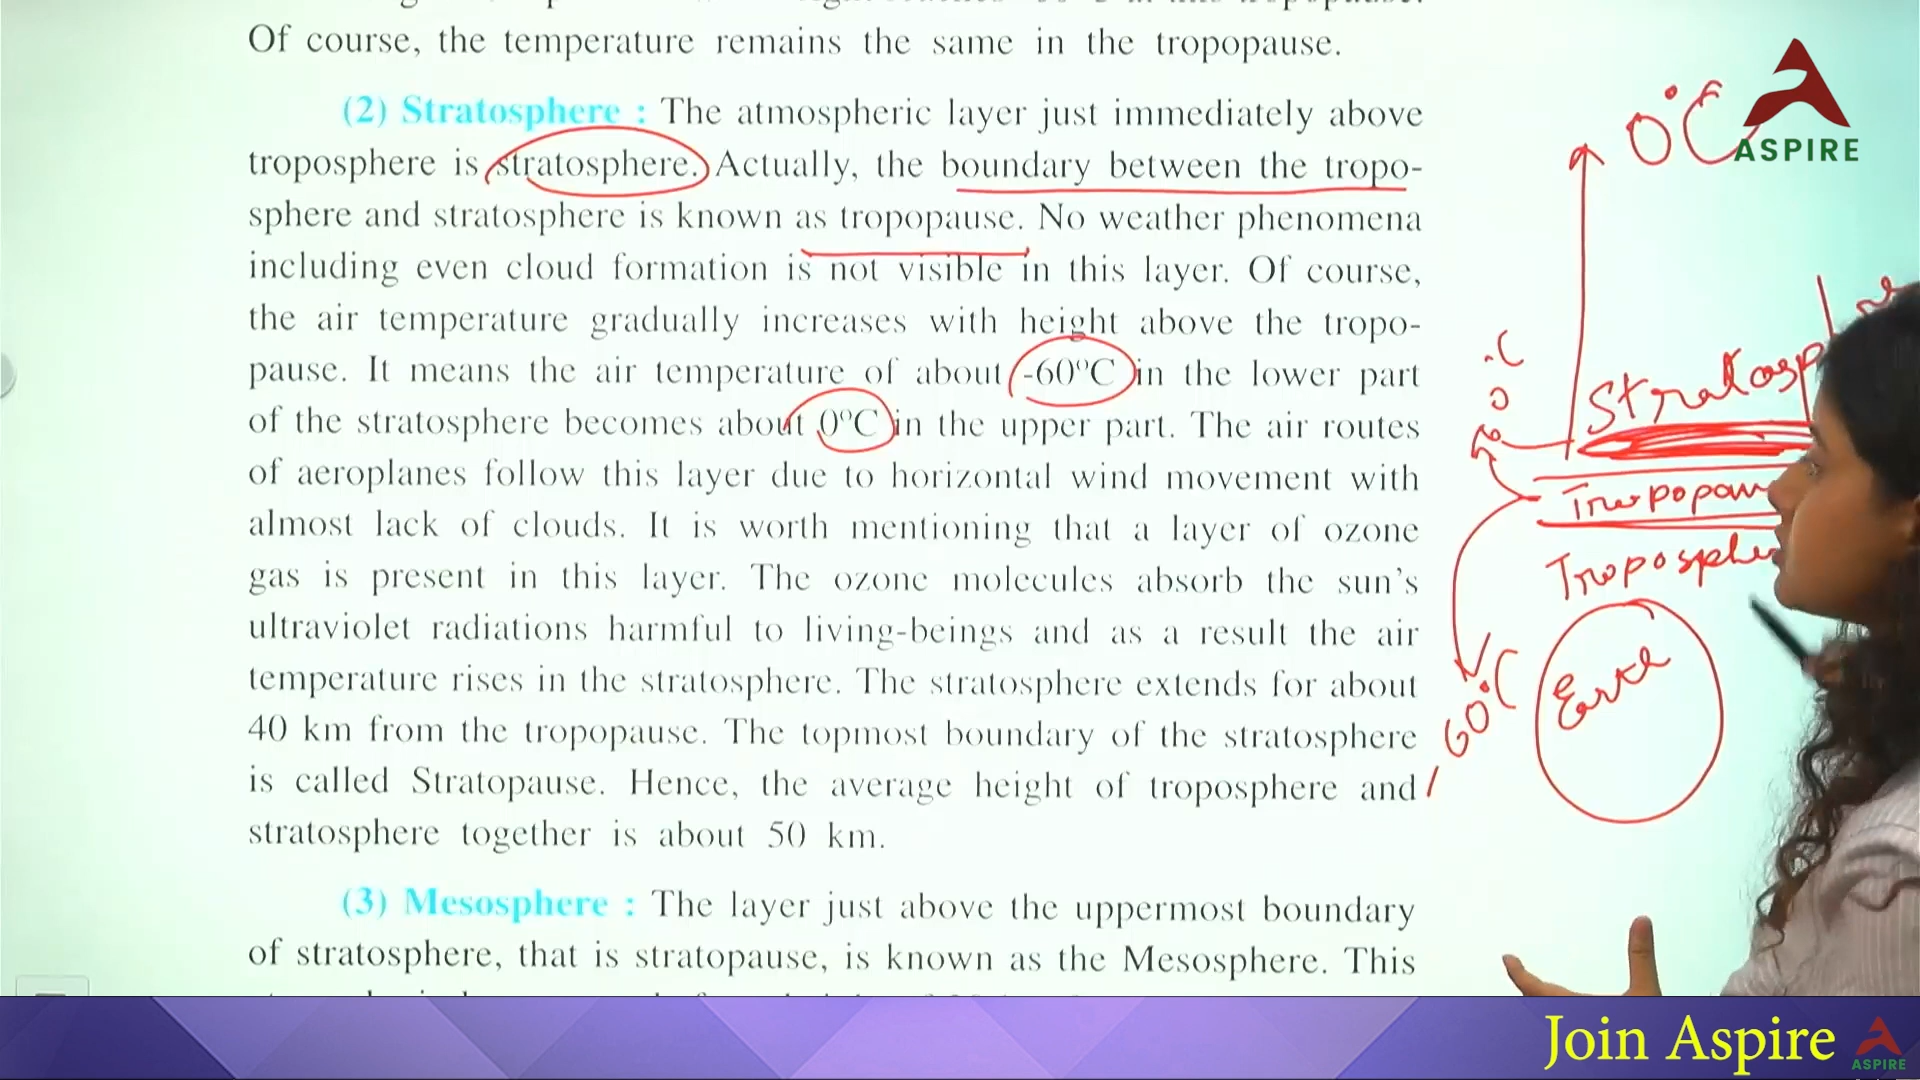 Of course, the temperature remains the same in the tropopause.
(2) Stratosphere : The atmospheric layer just immediately above
troposphere is stratosphere. Actually, the boundary between the tropo-
sphere and stratosphere is known as tropopause. No weather phenomena
including even cloud formation is not visible in this layer. Of course,
the air temperature gradually increases with height above the tropo-
pause. It means the air temperature of about -60°C in the lower part
of the stratosphere becomes about 0°C in the upper part. The air routes
of aeroplanes follow this layer due to horizontal wind movement with
almost lack of clouds. It is worth mentioning that a layer of ozone
gas is present in this layer. The ozone molecules absorb the sun's
ultraviolet radiations harmful to living-beings and as a result the air
temperature rises in the stratosphere. The stratosphere extends for about
40 km from the tropopause. The topmost boundary of the stratosphere
is called Stratopause. Hence, the average height of troposphere and
stratosphere together is about 50 km.
(3) Mesosphere : The layer just above the uppermost boundary
of stratosphere, that is stratopause, is known as the Mesosphere. This
0°C
ASPIRE
Stratosp
Tropopau
Troposphe
Earth
-60°C
Join Aspire
ASPIRE